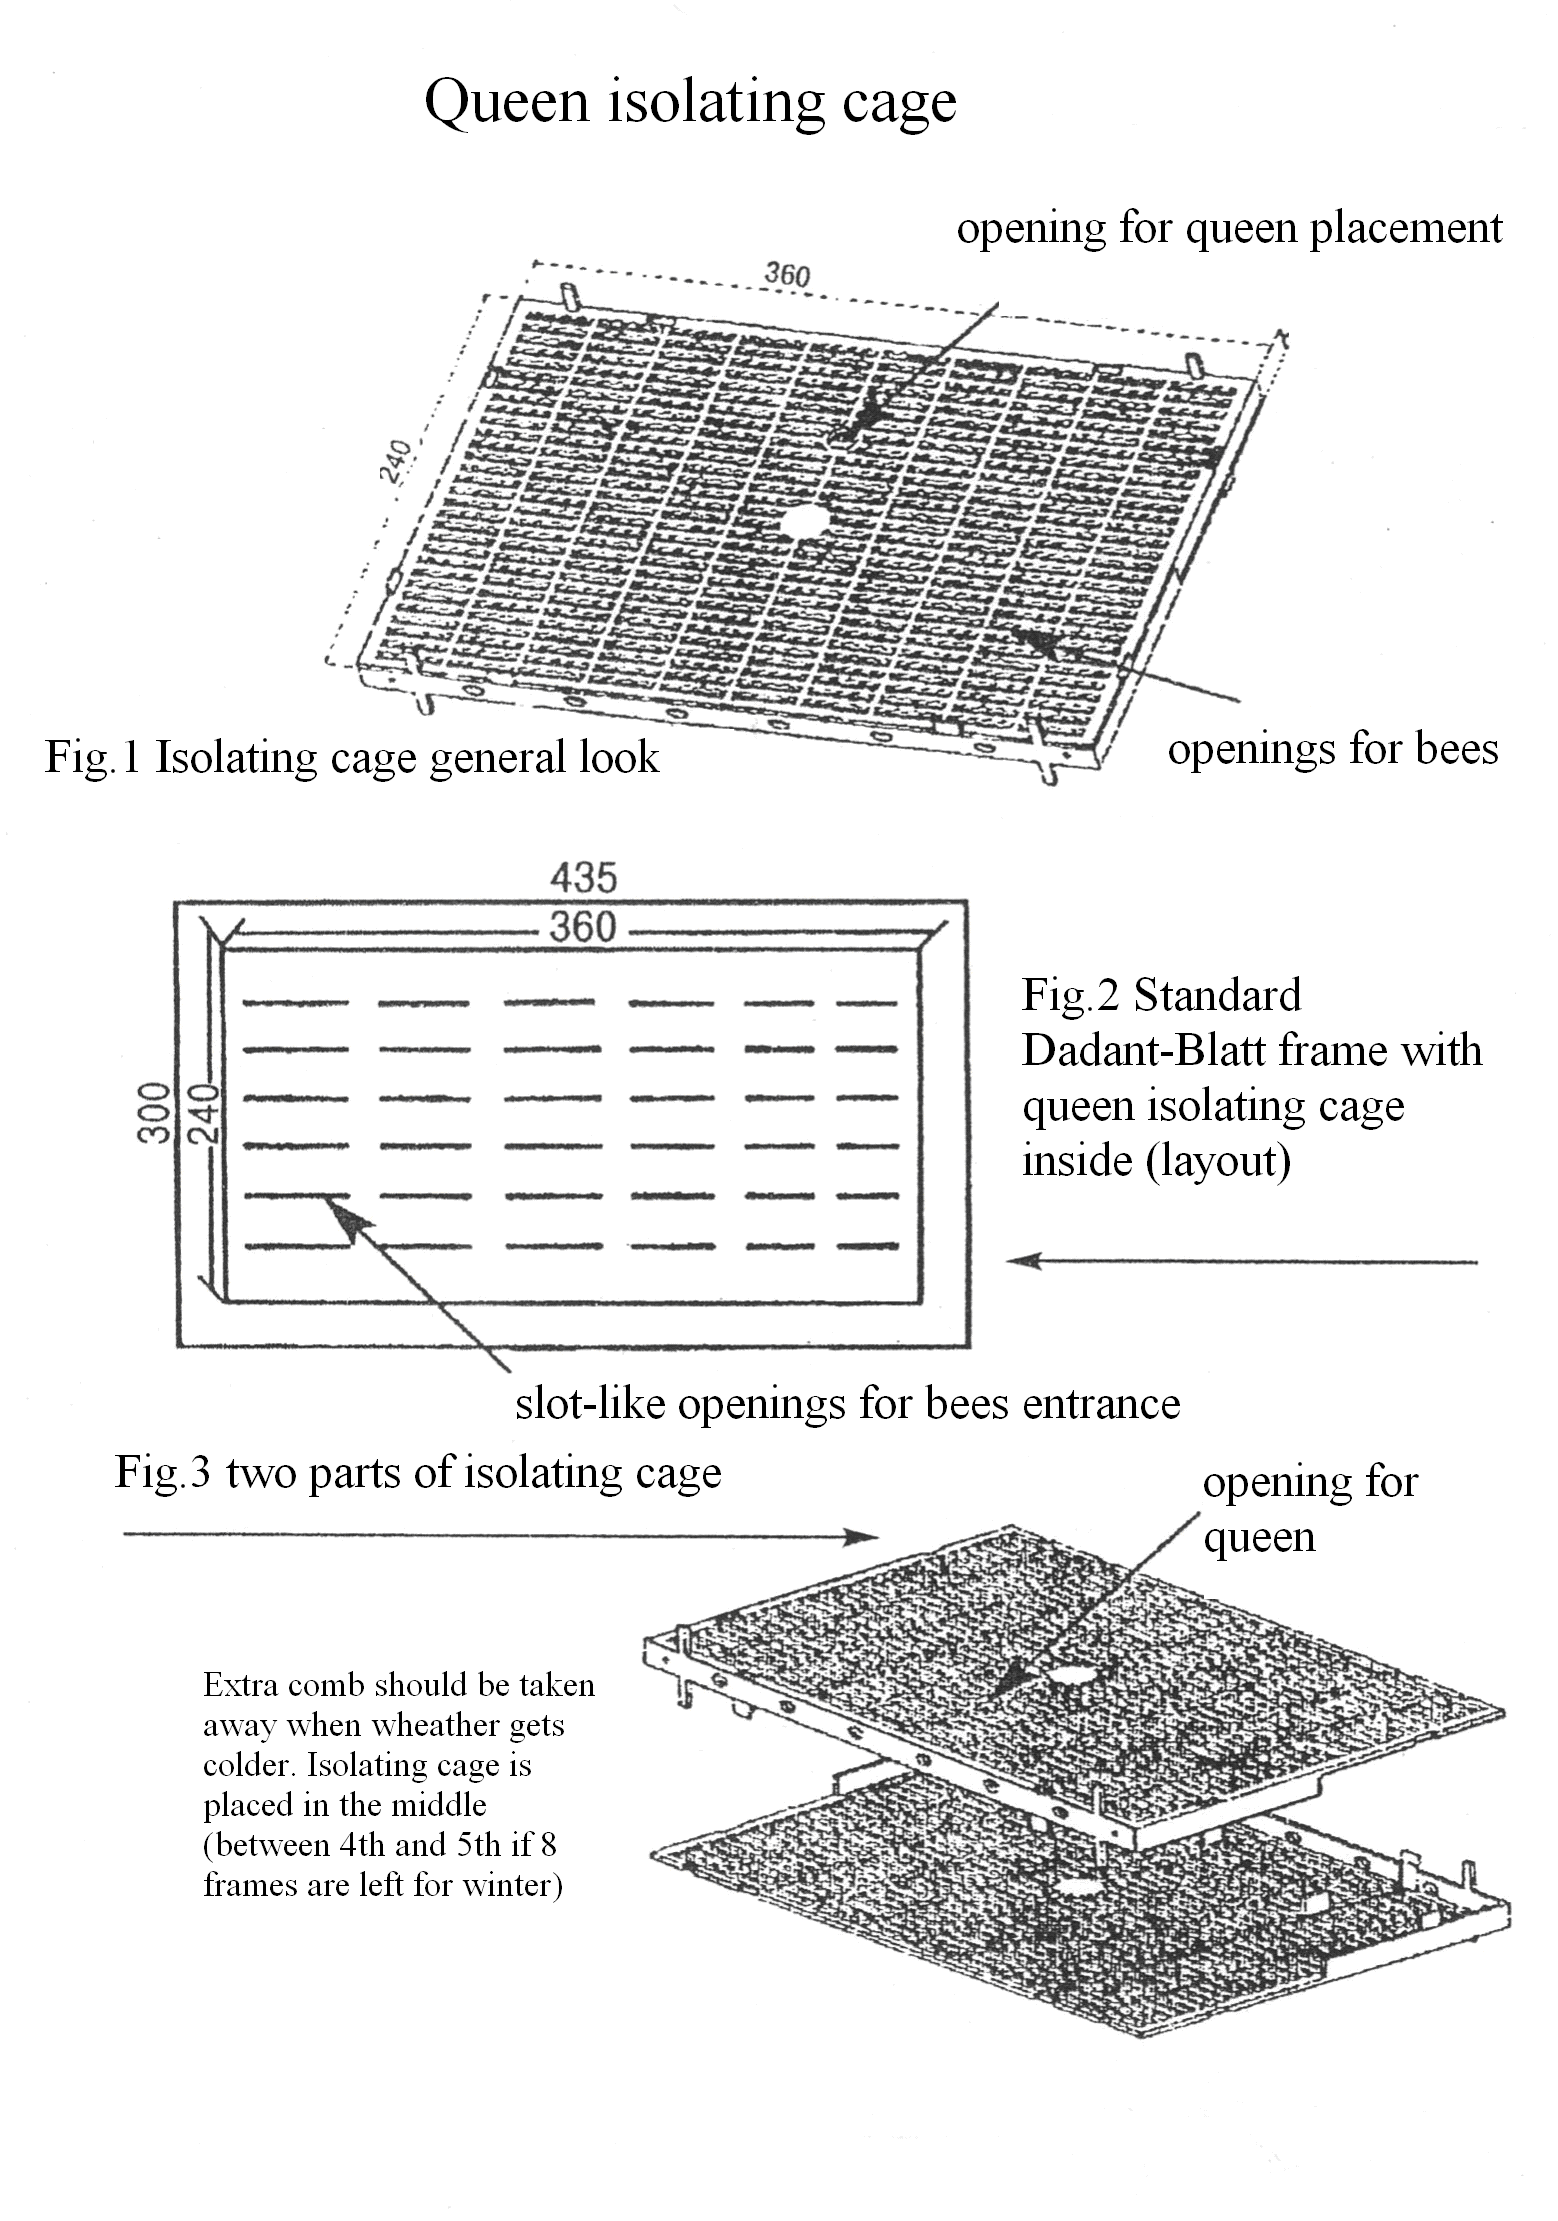 Queen isolating cage
opening for queen placement
360
240
Fig.1 Isolating cage general look
openings for bees
435
360
300
240
Fig.2 Standard
Dadant-Blatt frame with
queen isolating cage
inside (layout)
slot-like openings for bees entrance
Fig.3 two parts of isolating cage
opening for
queen
Extra comb should be taken
away when wheather gets
colder. Isolating cage is
placed in the middle
(between 4th and 5th if 8
frames are left for winter)